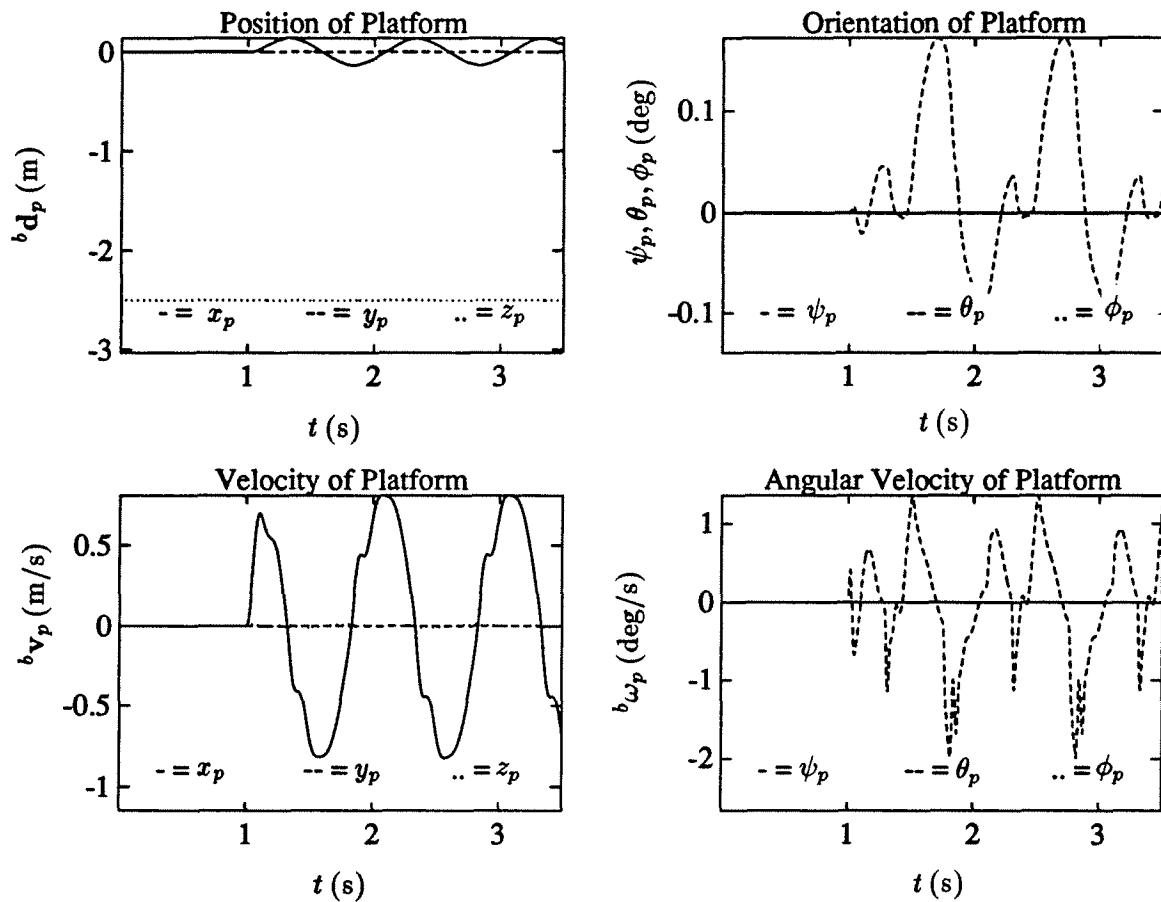 Position of Platform
0
-1
-2
-3
ᵇd_p (m)
- = x_p -- = y_p .. = z_p
1 2 3
t (s)
Orientation of Platform
0.1
0
-0.1
ψ_p, θ_p, ϕ_p (deg)
- = ψ_p -- = θ_p .. = ϕ_p
1 2 3
t (s)
Velocity of Platform
0.5
0
-0.5
-1
ᵇv_p (m/s)
- = x_p -- = y_p .. = z_p
1 2 3
t (s)
Angular Velocity of Platform
1
0
-1
-2
ᵇω_p (deg/s)
- = ψ_p -- = θ_p .. = ϕ_p
1 2 3
t (s)